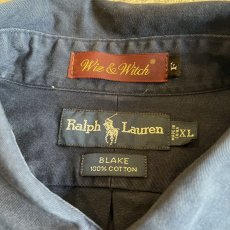 Wiz & Witch
F
Ralph Lauren
XL
BLAKE
100% COTTON